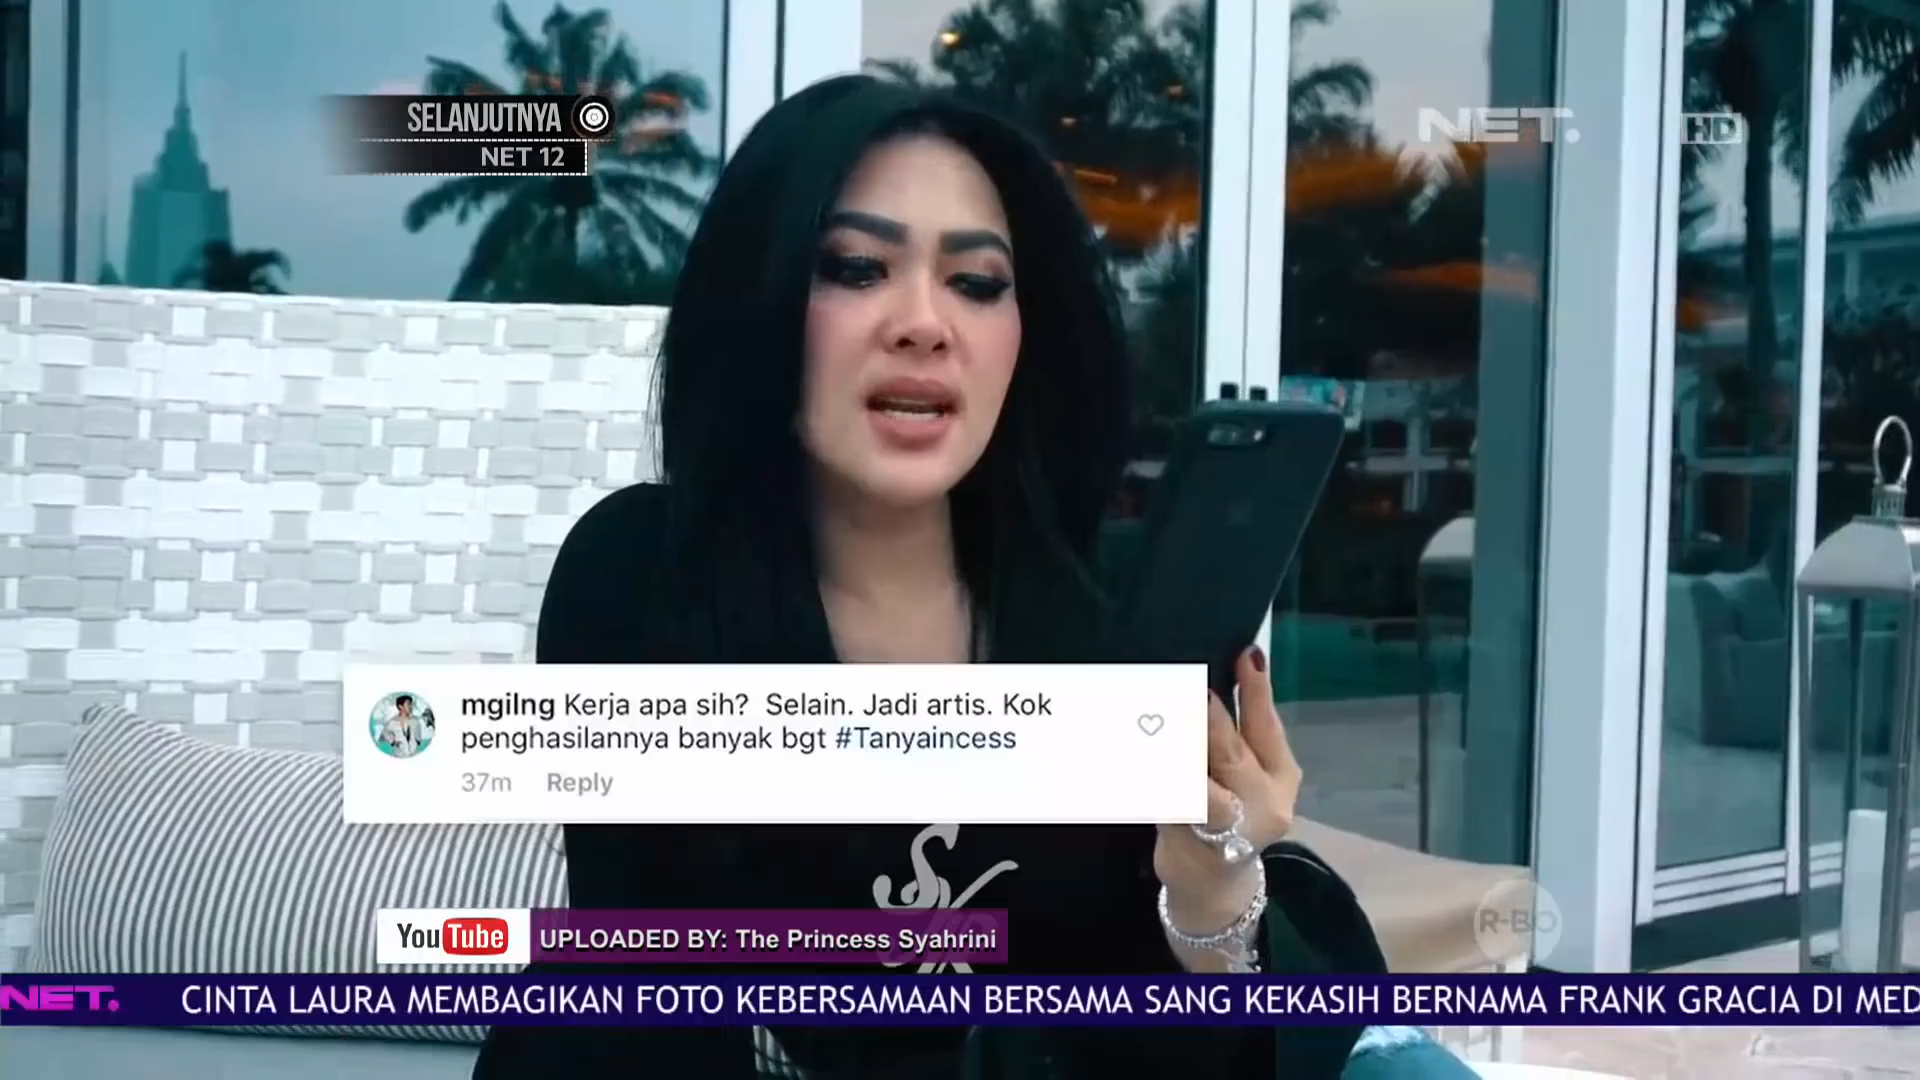 SELANJUTNYA
NET 12
NET.
HD
mgilng Kerja apa sih?  Selain. Jadi artis. Kok
penghasilannya banyak bgt #Tanyaincess
37m Reply
R-BO
YouTube UPLOADED BY: The Princess Syahrini
NET. CINTA LAURA MEMBAGIKAN FOTO KEBERSAMAAN BERSAMA SANG KEKASIH BERNAMA FRANK GRACIA DI MED